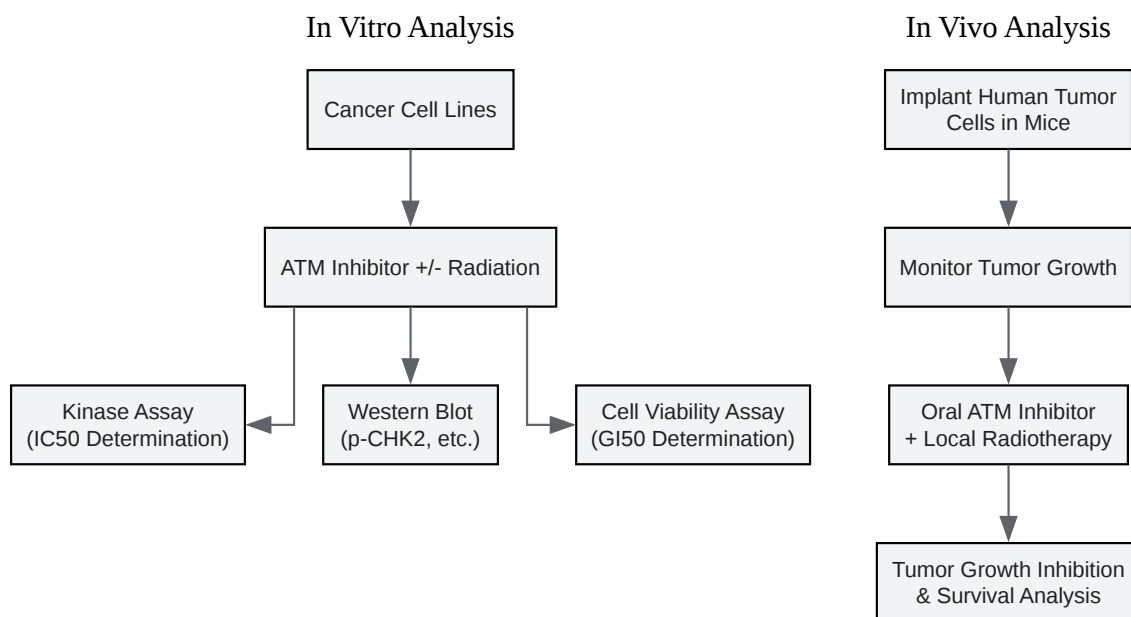 In Vitro Analysis
Cancer Cell Lines
ATM Inhibitor +/- Radiation
Kinase Assay
(IC50 Determination)
Western Blot
(p-CHK2, etc.)
Cell Viability Assay
(GI50 Determination)
In Vivo Analysis
Implant Human Tumor
Cells in Mice
Monitor Tumor Growth
Oral ATM Inhibitor
+ Local Radiotherapy
Tumor Growth Inhibition
& Survival Analysis